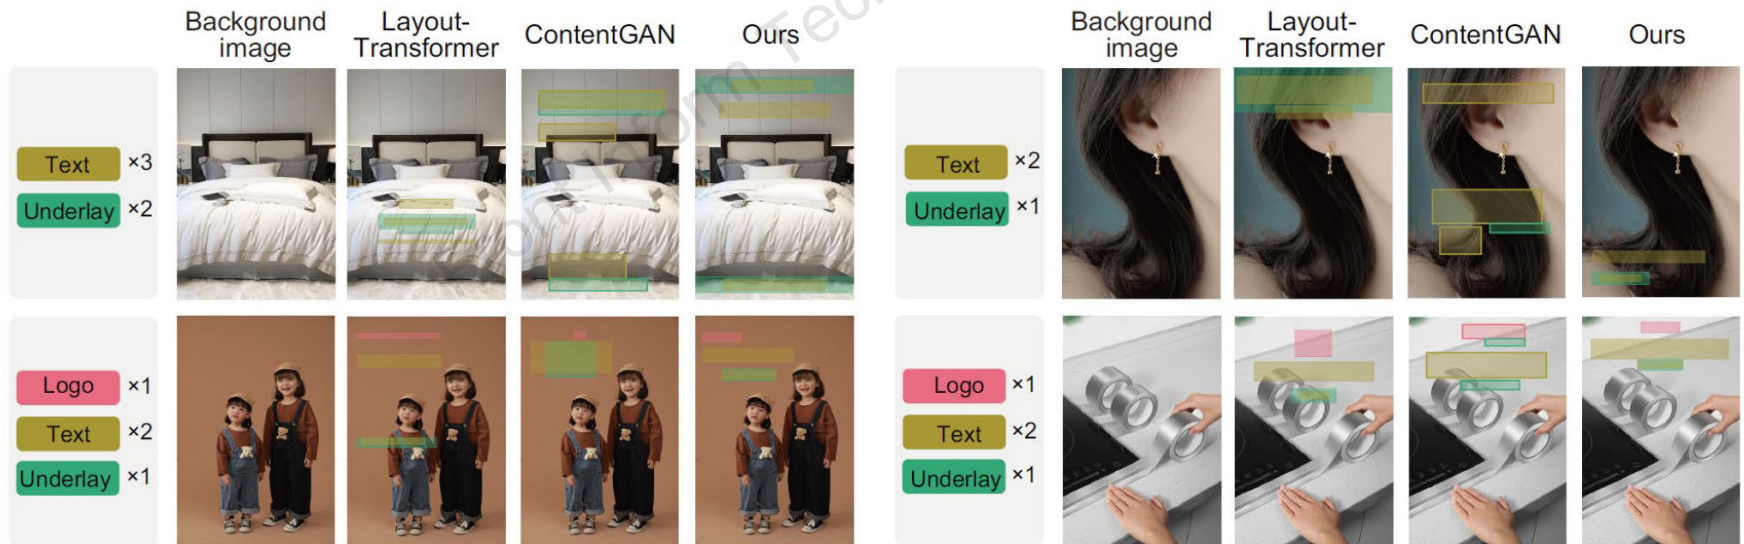 Background
image
Layout-
Transformer
ContentGAN
Ours
Text ×3
Underlay ×2
Logo ×1
Text ×2
Underlay ×1
Background
image
Layout-
Transformer
ContentGAN
Ours
Text ×2
Underlay ×1
Logo ×1
Text ×2
Underlay ×1